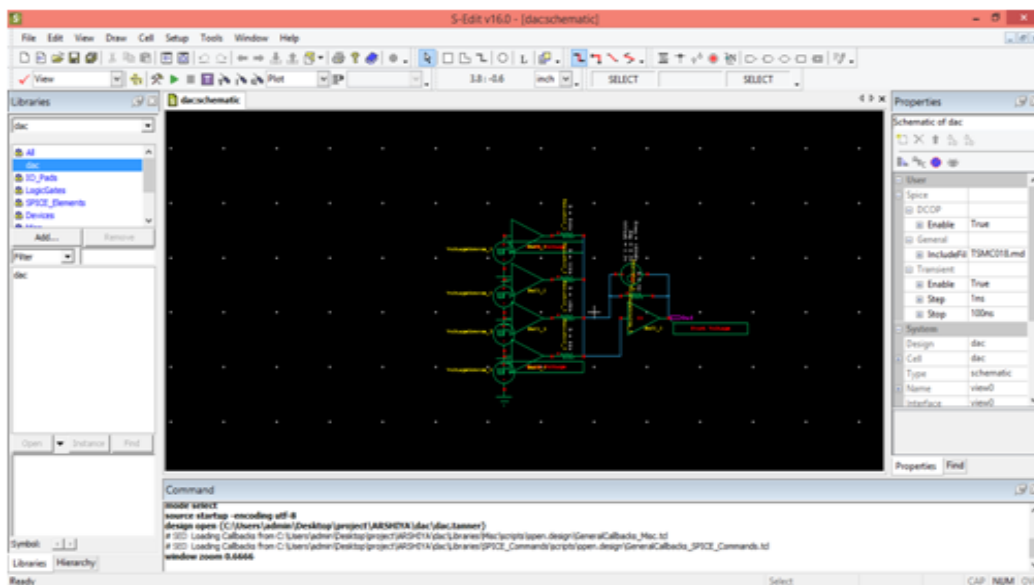 S-Edit v16.0 - [dac:schematic]
File Edit View Draw Cell Setup Tools Window Help
View
Plot
3.8 : -0.6
inch
SELECT
SELECT
Libraries
dac
All
dac
IO_Pads
LogicGates
SPICE_Elements
Devices
Add...
Remove
Filter
dac
Open
Instance
Find
Symbol:
Libraries Hierarchy
dac:schematic
Properties
Schematic of dac
User
Spice
DCOP
Enable True
General
IncludeFil TSMC018.md
Transient
Enable True
Step 1ms
Stop 100ns
System
Design dac
Cell dac
Type schematic
Name view0
Interface view0
Properties Find
Command
mode select
source startup -encoding utf-8
design open {C:\Users\admin\Desktop\project\ARSHIYA\dac\dac.tanner}
# SED Loading Callbacks from C:\Users\admin\Desktop\project\ARSHIYA\dac\Libraries\Misc\scripts\open.design\GeneralCallbacks_Misc.tcl
# SED Loading Callbacks from C:\Users\admin\Desktop\project\ARSHIYA\dac\Libraries\SPICE_Commands\scripts\open.design\GeneralCallbacks_SPICE_Commands.tcl
window zoom 0.6666
Ready
Select
CAP NUM